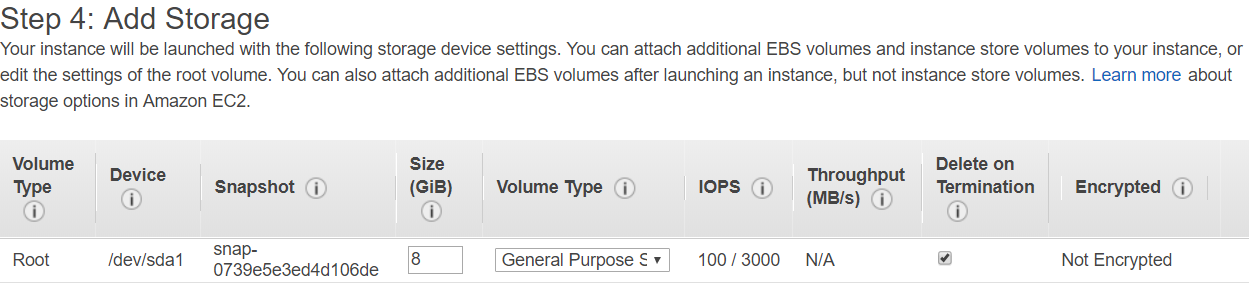 Step 4: Add Storage
Your instance will be launched with the following storage device settings. You can attach additional EBS volumes and instance store volumes to your instance, or
edit the settings of the root volume. You can also attach additional EBS volumes after launching an instance, but not instance store volumes. Learn more about
storage options in Amazon EC2.
Volume Type Device Snapshot Size (GiB) Volume Type IOPS Throughput (MB/s) Delete on Termination Encrypted
Root /dev/sda1 snap-0739e5e3ed4d106de 8 General Purpose S 100 / 3000 N/A Not Encrypted